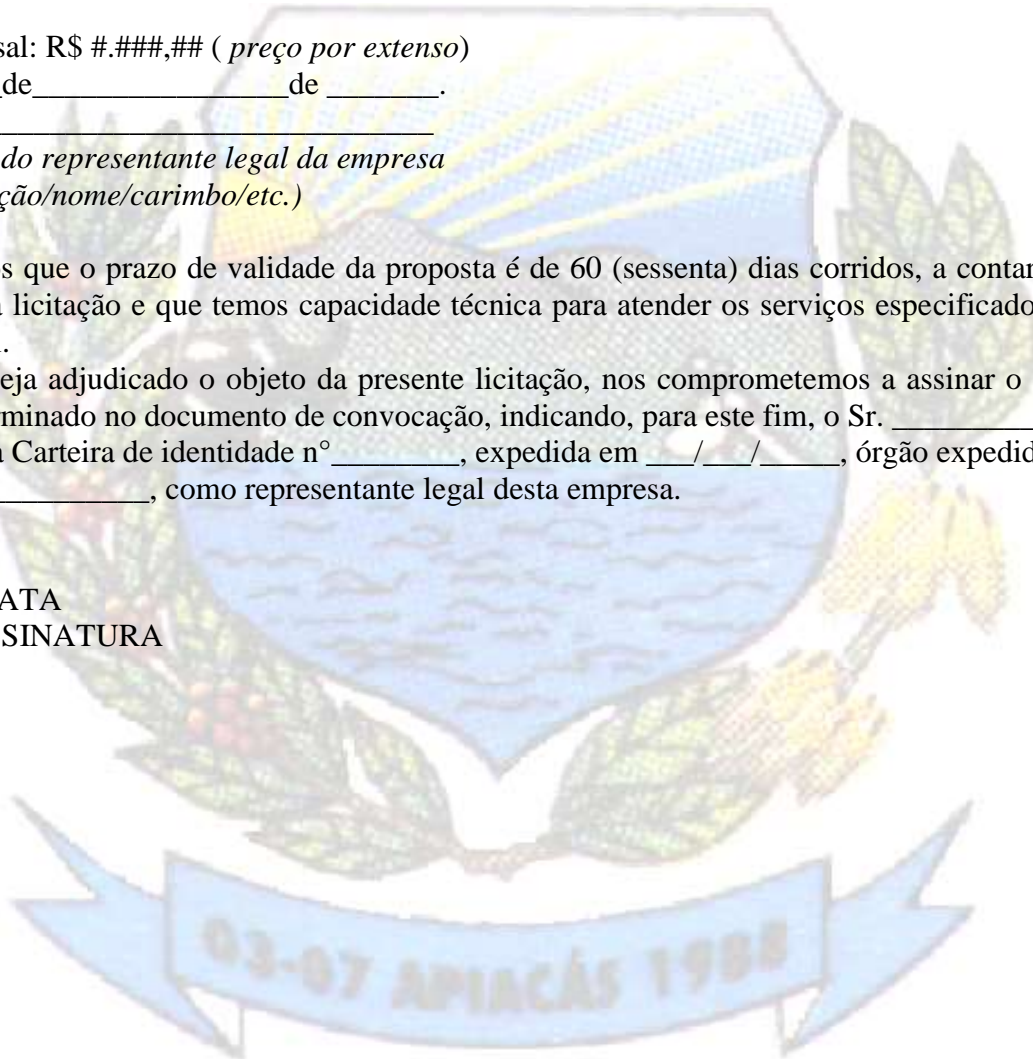 sal: R$ #.###,## ( preço por extenso)
_de________________de _______.
___________________________
do representante legal da empresa
ção/nome/carimbo/etc.)
s que o prazo de validade da proposta é de 60 (sessenta) dias corridos, a contar
a licitação e que temos capacidade técnica para atender os serviços especificado
.
eja adjudicado o objeto da presente licitação, nos comprometemos a assinar o
rminado no documento de convocação, indicando, para este fim, o Sr. _________
a Carteira de identidade n°________, expedida em ___/___/_____, órgão expedid
__________, como representante legal desta empresa.
ATA
SINATURA
03-07 APIACÁS 1988